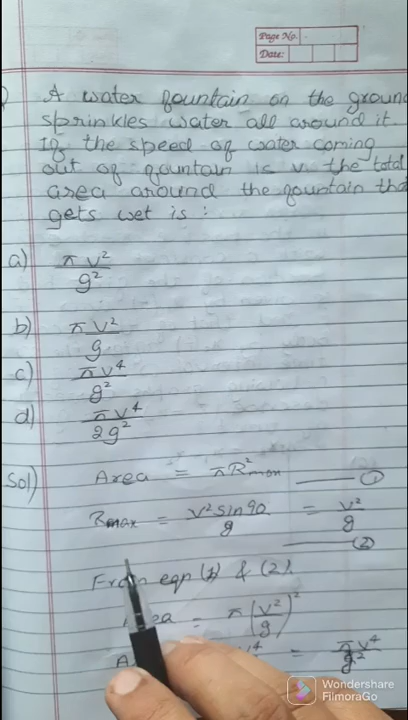 Page No.
Date:
A water fountain on the ground
sprinkles water all around it.
If the speed of water coming
out of fountain is v, the total
area around the fountain tha
gets wet is :
a) πv²/g²
b) πv²/g
c) πv⁴/g²
d) πv⁴/2g²
Sol) Area = πR²max —— (1)
Rmax = v² sin90/g = v²/g —— (2)
From eqn (1) & (2).
Area = π(v²/g)²
= πv⁴/g²
Wondershare
FilmoraGo